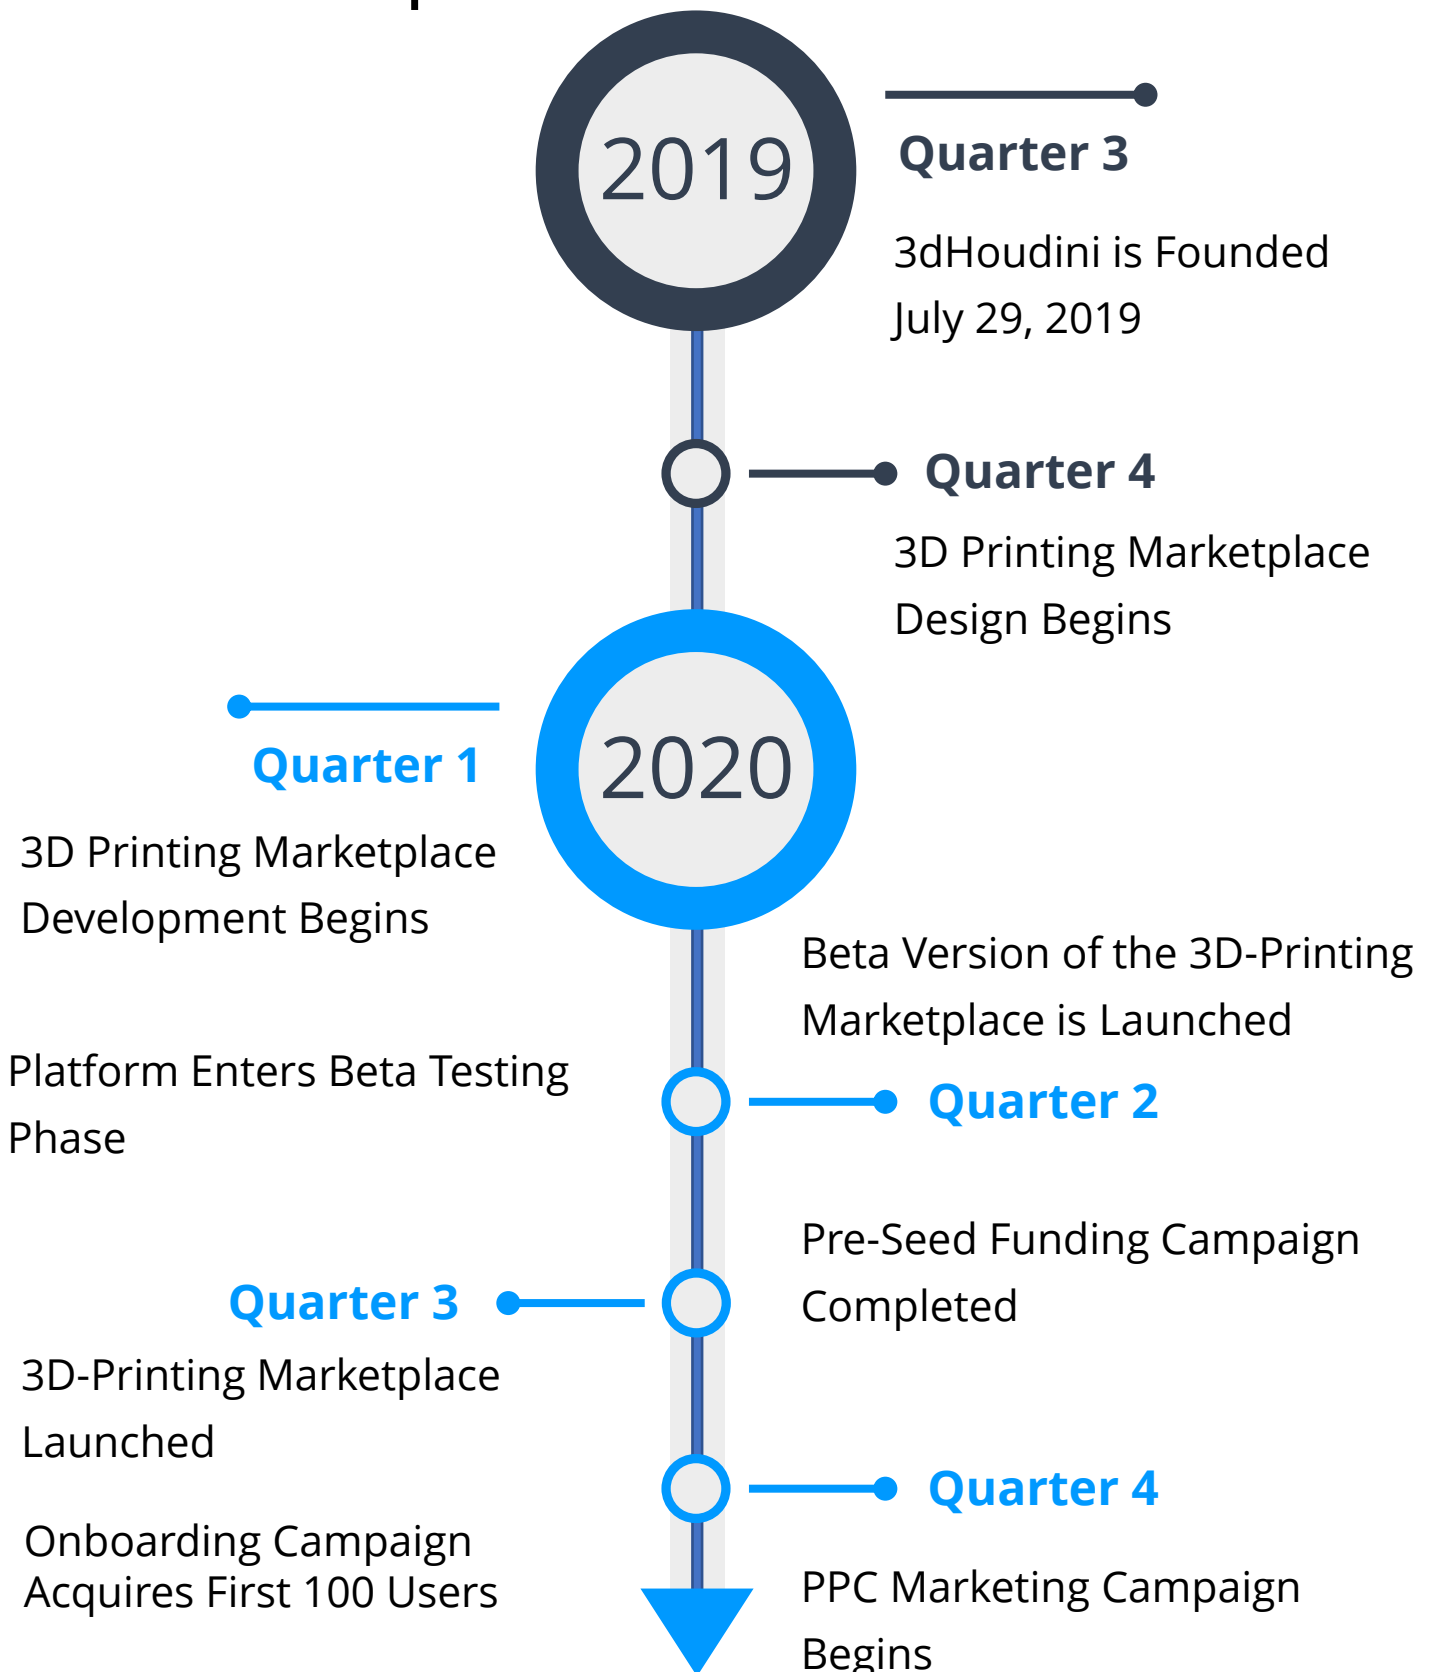 2019
Quarter 3
3dHoudini is Founded
July 29, 2019
Quarter 4
3D Printing Marketplace
Design Begins
2020
Quarter 1
3D Printing Marketplace
Development Begins
Beta Version of the 3D-Printing
Marketplace is Launched
Platform Enters Beta Testing
Phase
Quarter 2
Pre-Seed Funding Campaign
Completed
Quarter 3
3D-Printing Marketplace
Launched
Quarter 4
Onboarding Campaign
Acquires First 100 Users
PPC Marketing Campaign
Begins